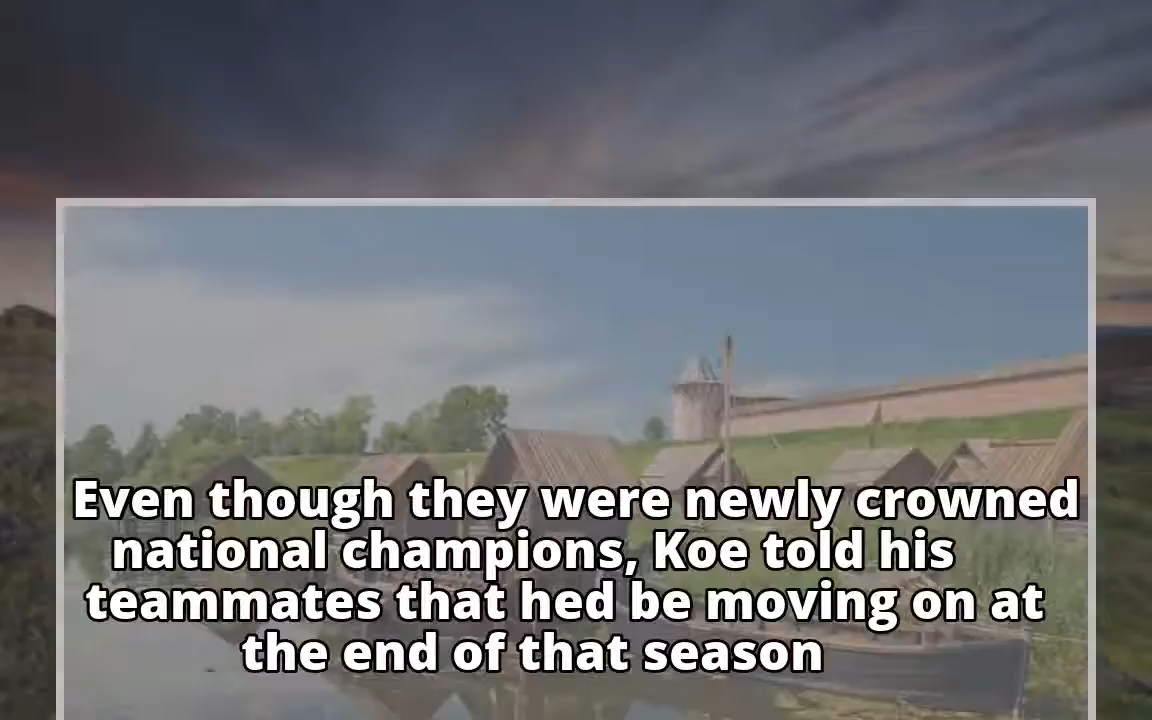 Even though they were newly crowned
national champions, Koe told his
teammates that hed be moving on at
the end of that season